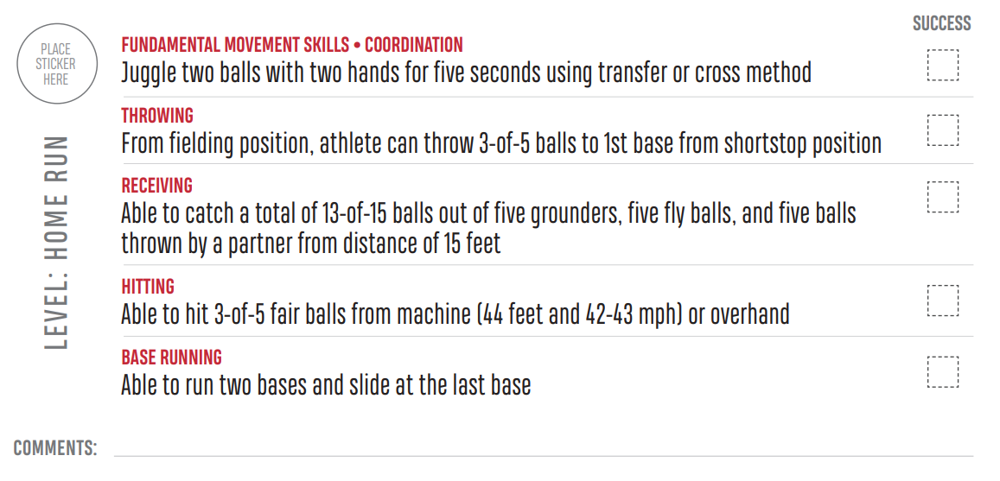 SUCCESS
PLACE
STICKER
HERE
LEVEL: HOME RUN
FUNDAMENTAL MOVEMENT SKILLS • COORDINATION
Juggle two balls with two hands for five seconds using transfer or cross method
THROWING
From fielding position, athlete can throw 3-of-5 balls to 1st base from shortstop position
RECEIVING
Able to catch a total of 13-of-15 balls out of five grounders, five fly balls, and five balls
thrown by a partner from distance of 15 feet
HITTING
Able to hit 3-of-5 fair balls from machine (44 feet and 42-43 mph) or overhand
BASE RUNNING
Able to run two bases and slide at the last base
COMMENTS: